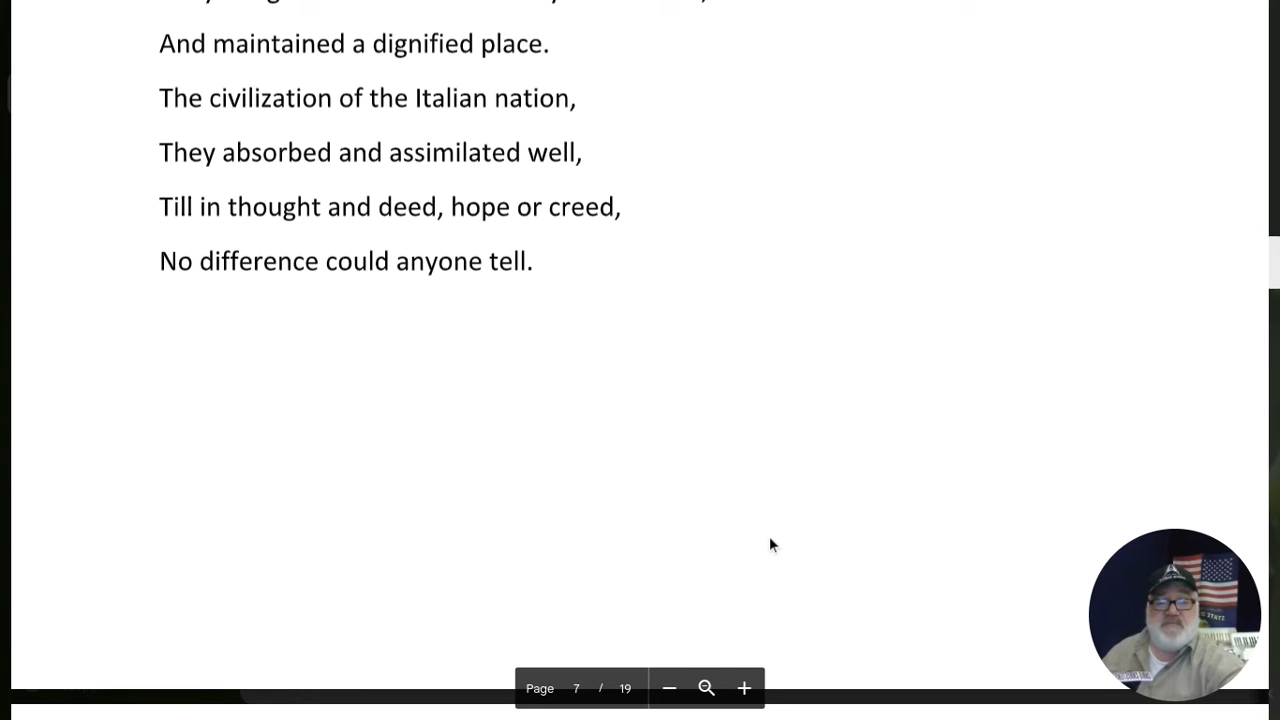 And maintained a dignified place.
The civilization of the Italian nation,
They absorbed and assimilated well,
Till in thought and deed, hope or creed,
No difference could anyone tell.
Page 7 / 19